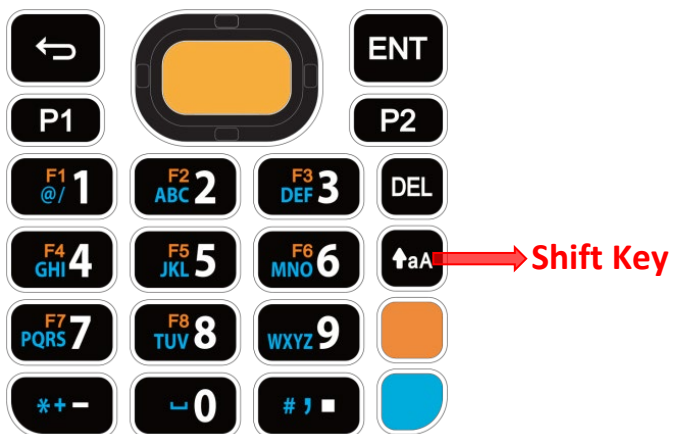 ENT
P1 P2
F1 @/ 1 F2 ABC 2 F3 DEF 3 DEL
F4 GHI 4 F5 JKL 5 F6 MNO 6 aA Shift Key
F7 PQRS 7 F8 TUV 8 WXYZ 9
*+- ⌴ 0 # , .